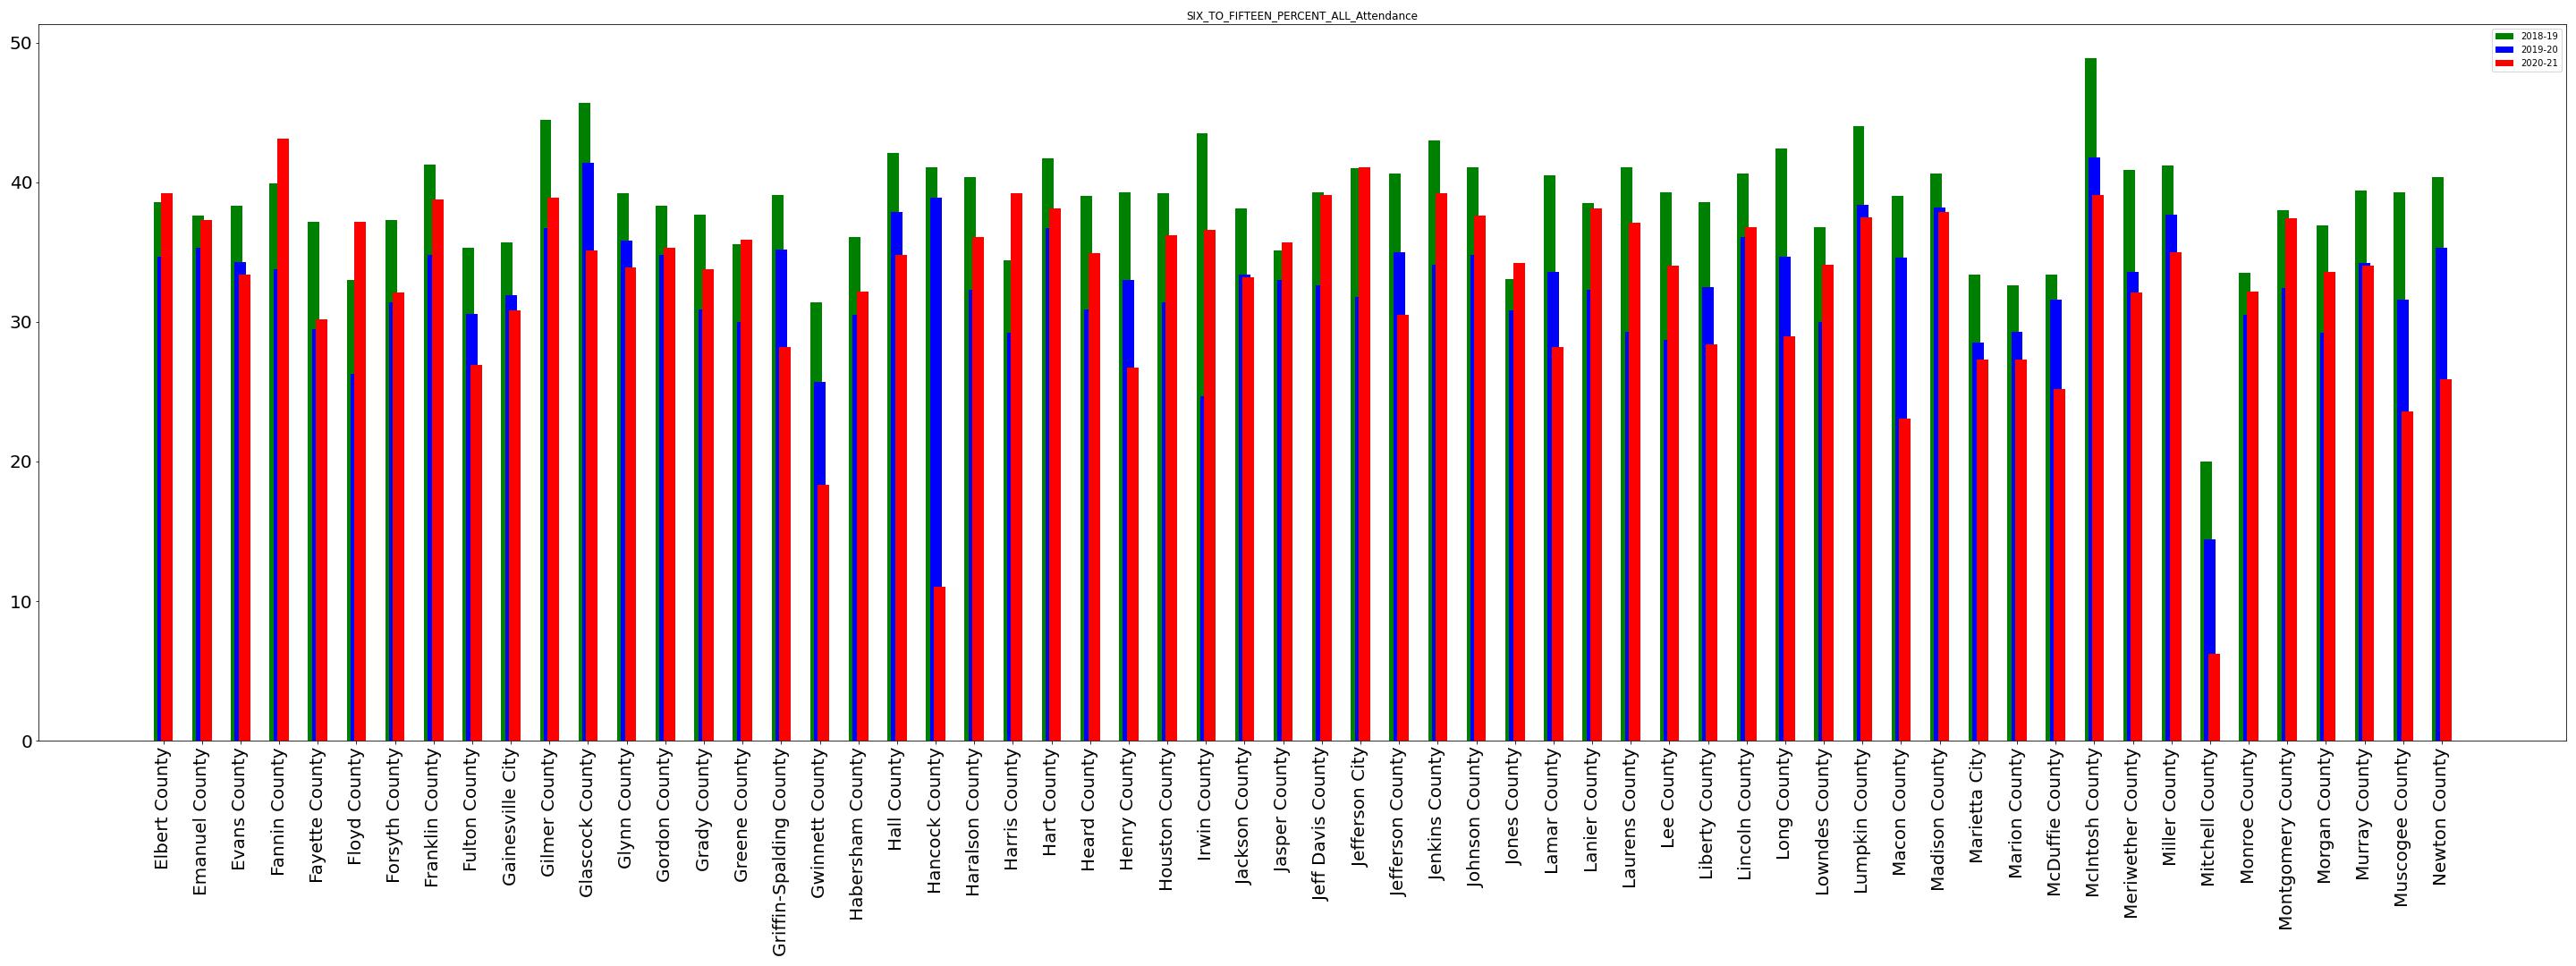 SIX_TO_FIFTEEN_PERCENT_ALL_Attendance
2018-19
2019-20
2020-21
50
40
30
20
10
0
Elbert County
Emanuel County
Evans County
Fannin County
Fayette County
Floyd County
Forsyth County
Franklin County
Fulton County
Gainesville City
Gilmer County
Glascock County
Glynn County
Gordon County
Grady County
Greene County
Griffin-Spalding County
Gwinnett County
Habersham County
Hall County
Hancock County
Haralson County
Harris County
Hart County
Heard County
Henry County
Houston County
Irwin County
Jackson County
Jasper County
Jeff Davis County
Jefferson City
Jefferson County
Jenkins County
Johnson County
Jones County
Lamar County
Lanier County
Laurens County
Lee County
Liberty County
Lincoln County
Long County
Lowndes County
Lumpkin County
Macon County
Madison County
Marietta City
Marion County
McDuffie County
McIntosh County
Meriwether County
Miller County
Mitchell County
Monroe County
Montgomery County
Morgan County
Murray County
Muscogee County
Newton County